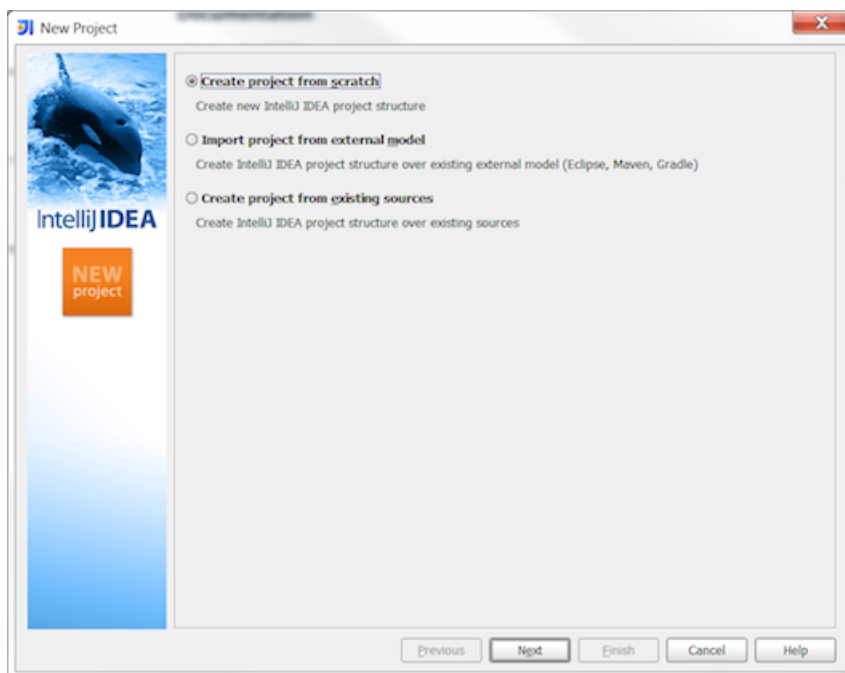 New Project
IntelliJ IDEA
NEW
project
Create project from scratch
Create new IntelliJ IDEA project structure
Import project from external model
Create IntelliJ IDEA project structure over existing external model (Eclipse, Maven, Gradle)
Create project from existing sources
Create IntelliJ IDEA project structure over existing sources
Previous
Next
Finish
Cancel
Help